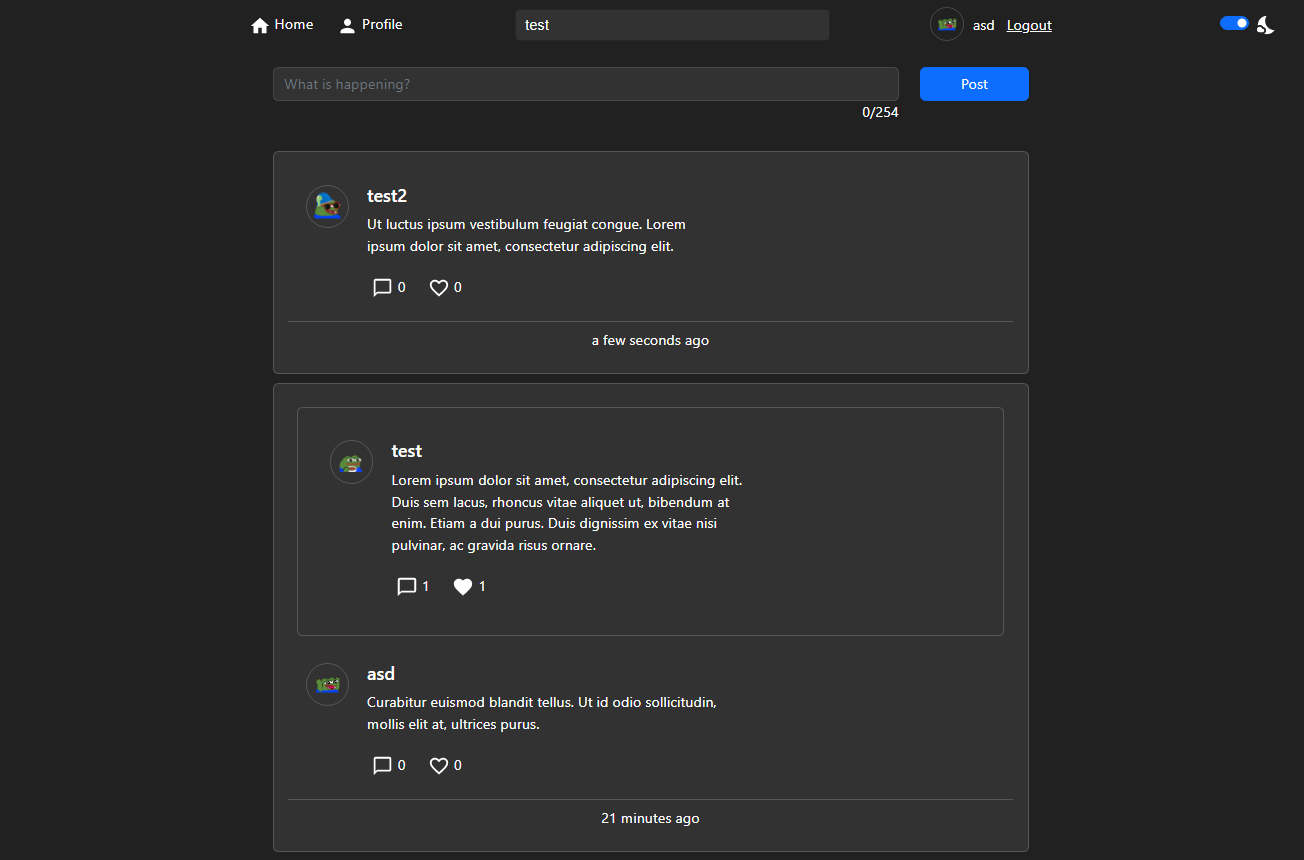 Home Profile test asd Logout
What is happening? Post
0/254
test2
Ut luctus ipsum vestibulum feugiat congue. Lorem
ipsum dolor sit amet, consectetur adipiscing elit.
0 0
a few seconds ago
test
Lorem ipsum dolor sit amet, consectetur adipiscing elit.
Duis sem lacus, rhoncus vitae aliquet ut, bibendum at
enim. Etiam a dui purus. Duis dignissim ex vitae nisi
pulvinar, ac gravida risus ornare.
1 1
asd
Curabitur euismod blandit tellus. Ut id odio sollicitudin,
mollis elit at, ultrices purus.
0 0
21 minutes ago